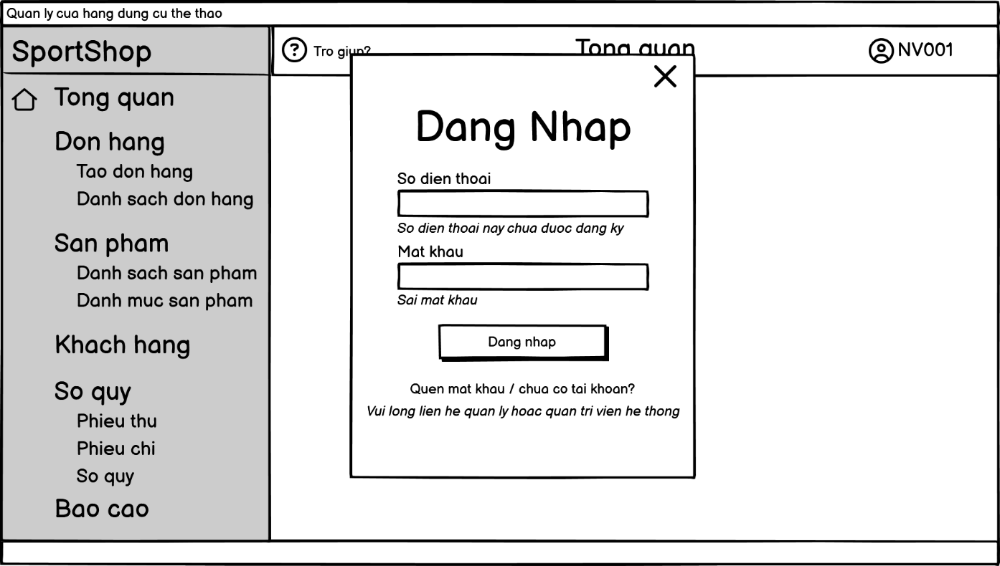 Quan ly cua hang dung cu the thao
SportShop
Tro giup?
Tong quan
NV001
Tong quan
Don hang
Tao don hang
Danh sach don hang
San pham
Danh sach san pham
Danh muc san pham
Khach hang
So quy
Phieu thu
Phieu chi
So quy
Bao cao
Dang Nhap
So dien thoai
So dien thoai nay chua duoc dang ky
Mat khau
Sai mat khau
Dang nhap
Quen mat khau / chua co tai khoan?
Vui long lien he quan ly hoac quan tri vien he thong